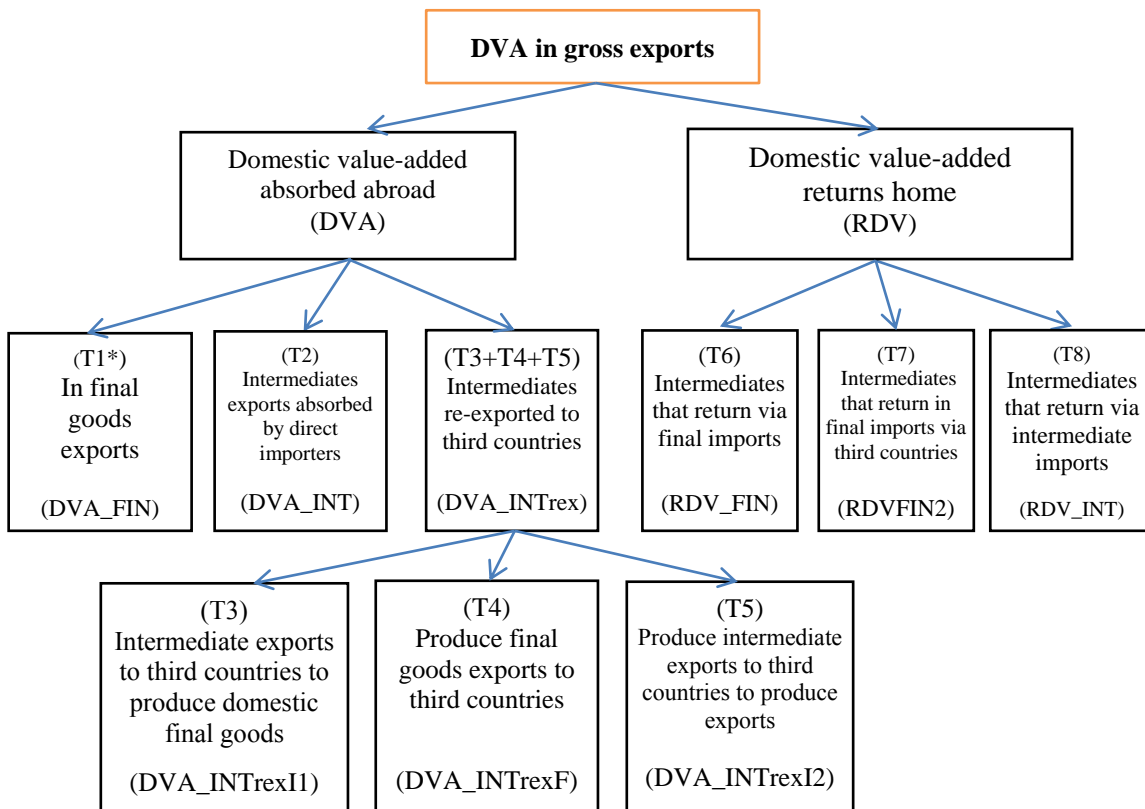 DVA in gross exports
Domestic value-added
absorbed abroad
(DVA)
Domestic value-added
returns home
(RDV)
(T1*)
In final
goods
exports
(DVA_FIN)
(T2)
Intermediates
exports absorbed
by direct
importers
(DVA_INT)
(T3+T4+T5)
Intermediates
re-exported to
third countries
(DVA_INTrex)
(T6)
Intermediates
that return via
final imports
(RDV_FIN)
(T7)
Intermediates
that return in
final imports via
third countries
(RDVFIN2)
(T8)
Intermediates
that return via
intermediate
imports
(RDV_INT)
(T3)
Intermediate exports
to third countries to
produce domestic
final goods
(DVA_INTrexI1)
(T4)
Produce final
goods exports to
third countries
(DVA_INTrexF)
(T5)
Produce intermediate
exports to third
countries to produce
exports
(DVA_INTrexI2)